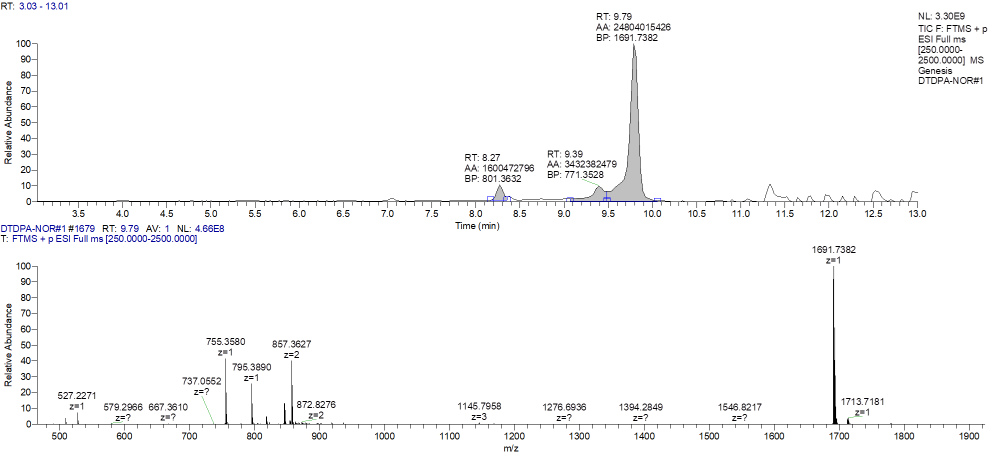 RT: 3.03 - 13.01
RT: 9.79
AA: 24804015426
BP: 1691.7382
NL: 3.30E9
TIC F: FTMS + p
ESI Full ms
[250.0000-
2500.0000] MS
Genesis
DTDPA-NOR#1
RT: 8.27
AA: 1600472796
BP: 801.3632
RT: 9.39
AA: 3432382479
BP: 771.3528
Relative Abundance
100
90
80
70
60
50
40
30
20
10
0
3.5 4.0 4.5 5.0 5.5 6.0 6.5 7.0 7.5 8.0 8.5 9.0 9.5 10.0 10.5 11.0 11.5 12.0 12.5 13.0
Time (min)
DTDPA-NOR#1 #1679 RT: 9.79 AV: 1 NL: 4.66E8
T: FTMS + p ESI Full ms [250.0000-2500.0000]
1691.7382
z=1
755.3580
z=1
857.3627
z=2
795.3890
z=1
737.0552
z=?
527.2271
z=1
579.2966
z=?
667.3610
z=?
872.8276
z=2
1145.7958
z=3
1276.6936
z=?
1394.2849
z=?
1546.8217
z=?
1713.7181
z=1
Relative Abundance
100
90
80
70
60
50
40
30
20
10
0
500 600 700 800 900 1000 1100 1200 1300 1400 1500 1600 1700 1800 1900
m/z